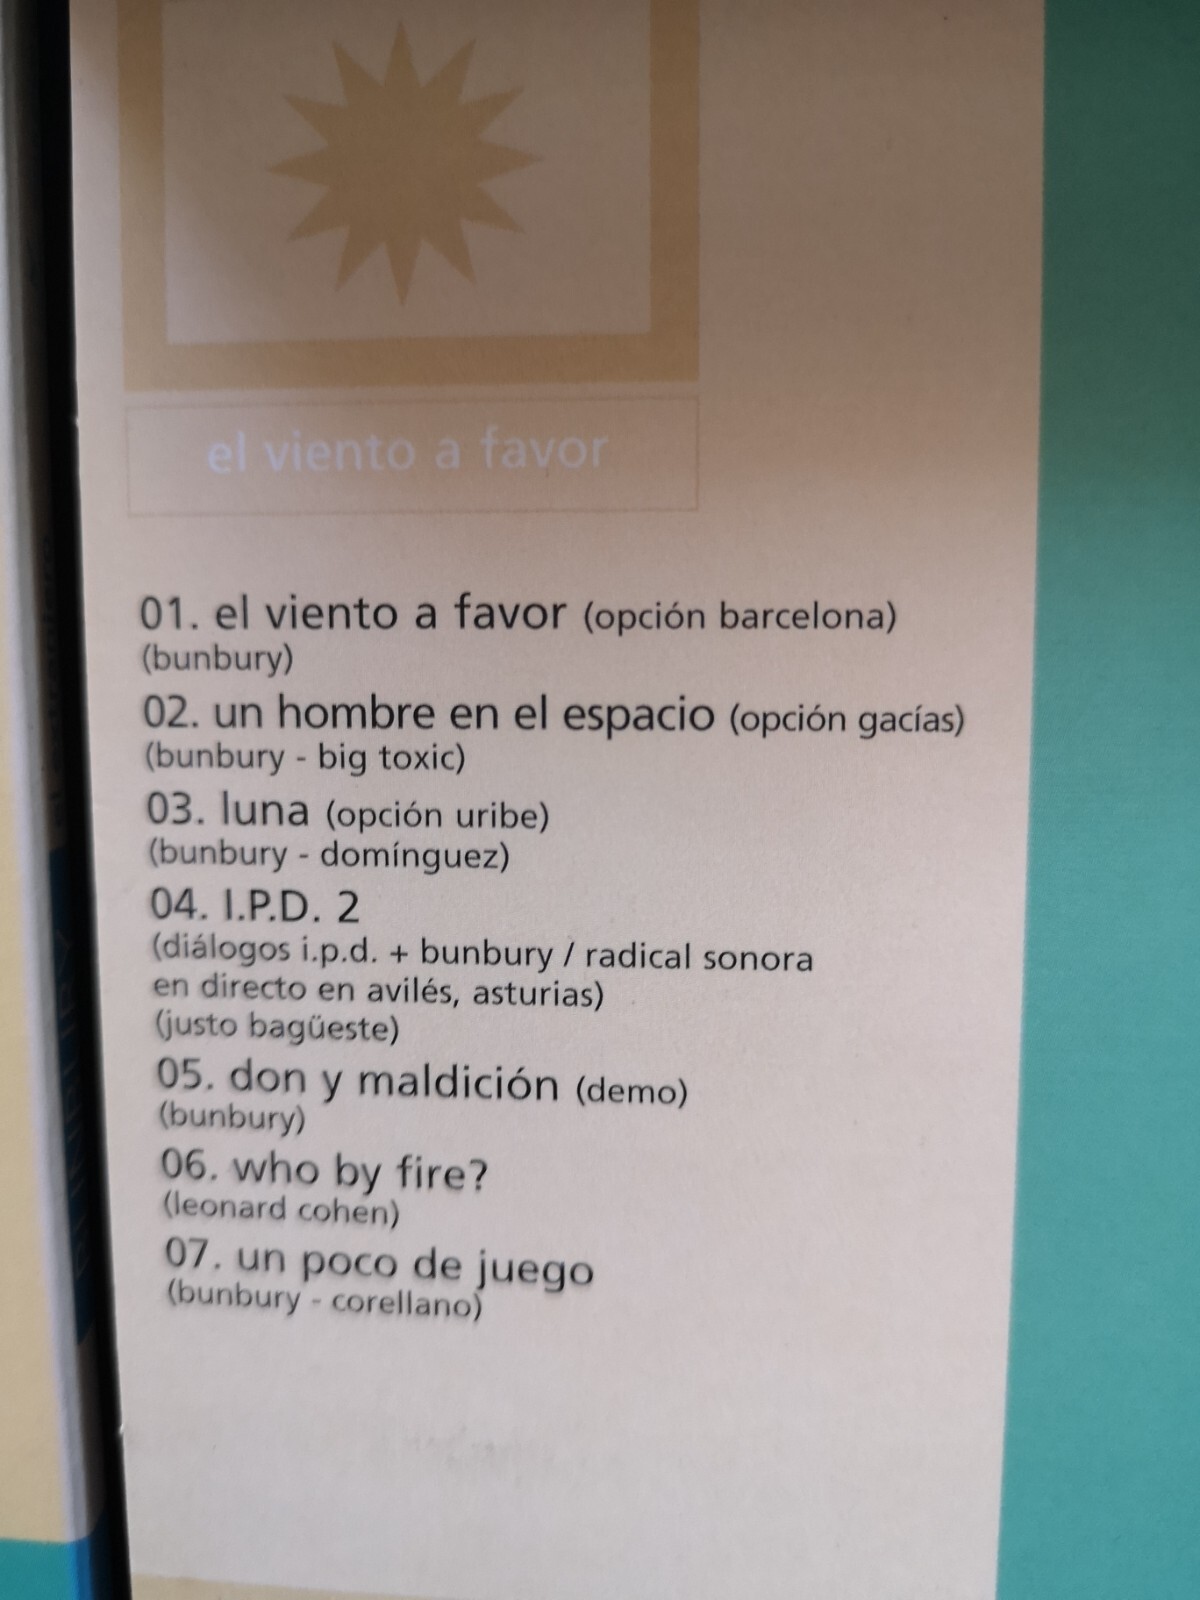 el viento a favor
01. el viento a favor (opción barcelona)
(bunbury)
02. un hombre en el espacio (opción gacías)
(bunbury - big toxic)
03. luna (opción uribe)
(bunbury - domínguez)
04. I.P.D. 2
(diálogos i.p.d. + bunbury / radical sonora
en directo en avilés, asturias)
(justo bagüeste)
05. don y maldición (demo)
(bunbury)
06. who by fire?
(leonard cohen)
07. un poco de juego
(bunbury - corellano)